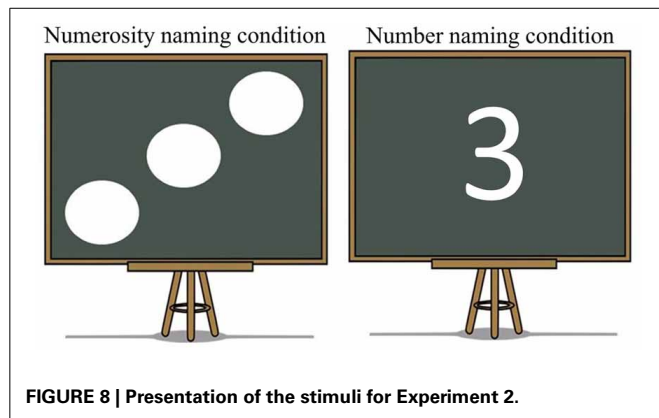 Numerosity naming condition
Number naming condition
3
FIGURE 8 | Presentation of the stimuli for Experiment 2.